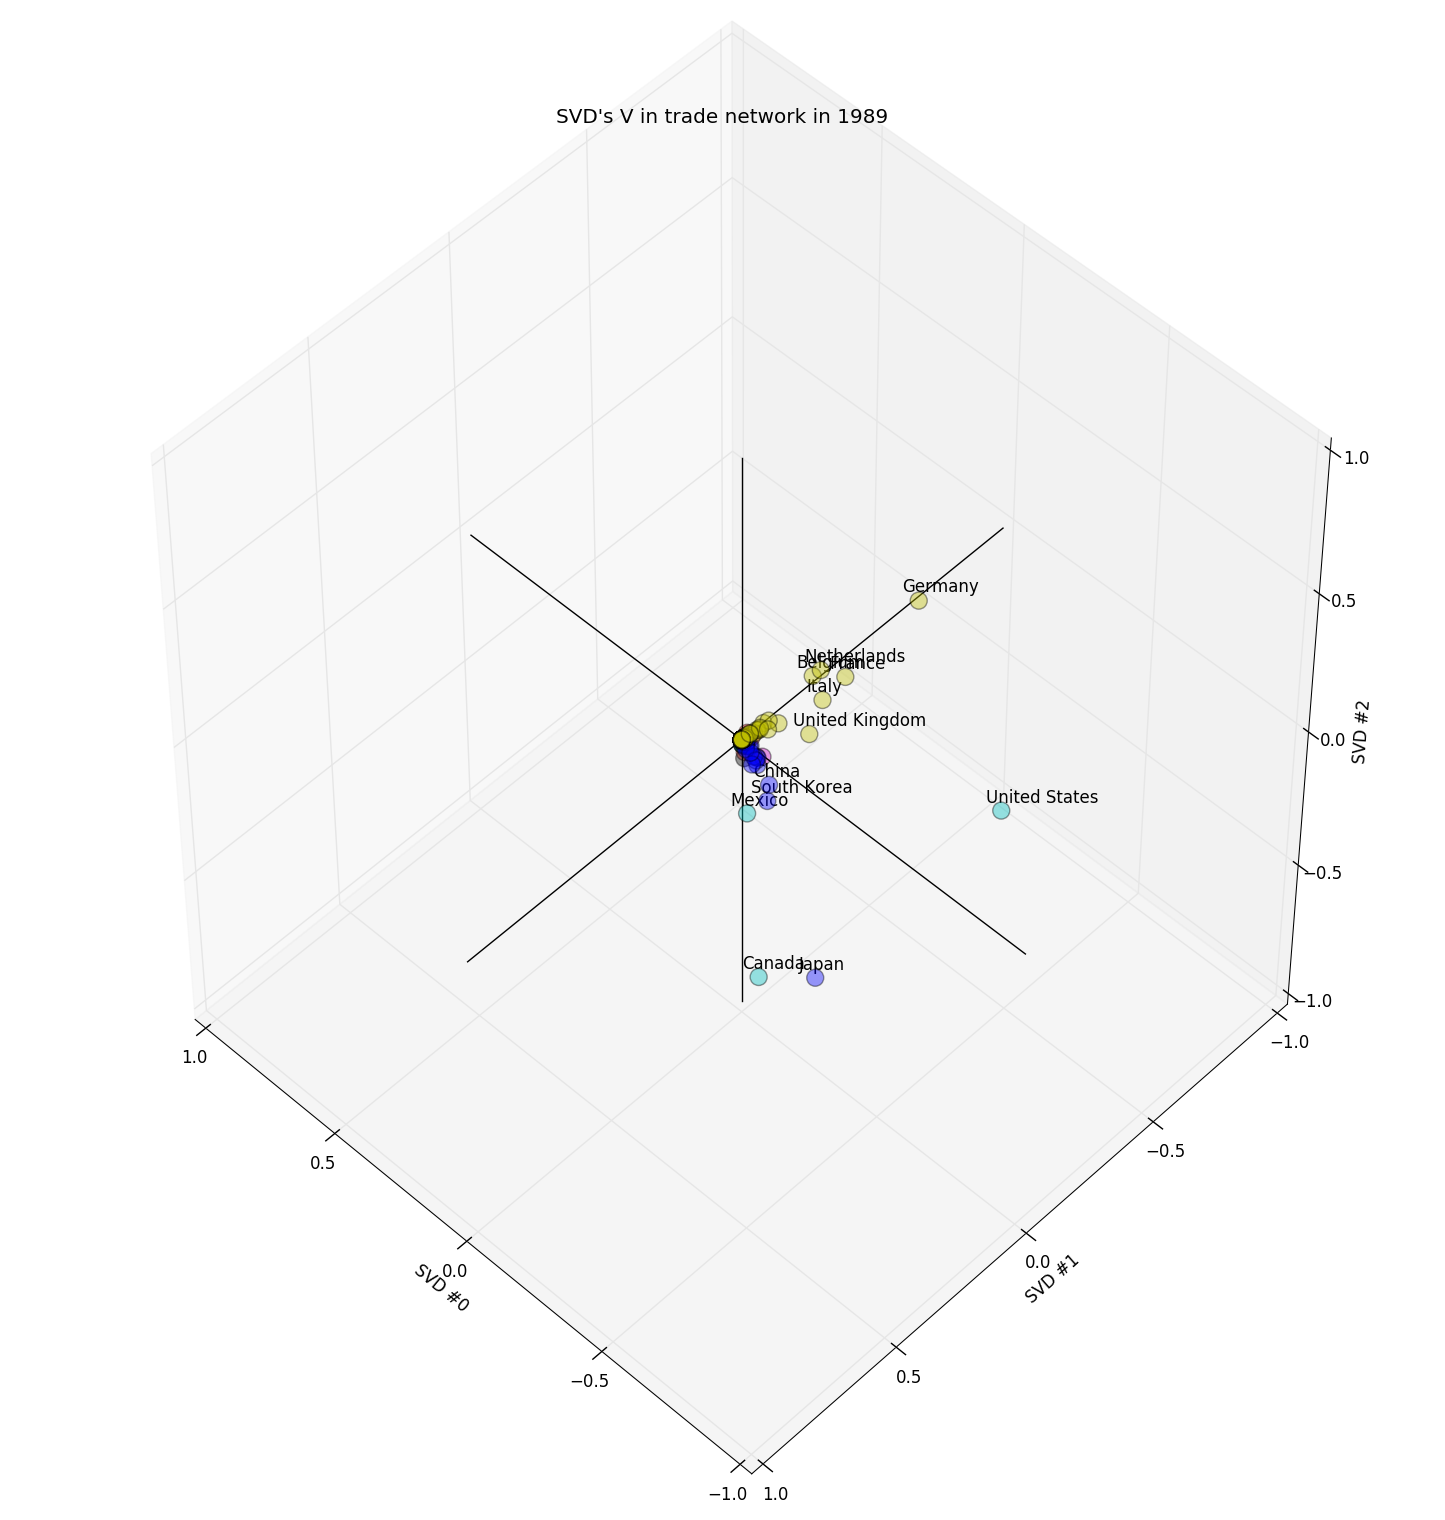 SVD's V in trade network in 1989
1.0
Germany
0.5
Netherlands
Belgium
France
Italy
United Kingdom
0.0
SVD #2
China
South Korea
Mexico
United States
−0.5
Canada
Japan
−1.0
−1.0
1.0
0.5
−0.5
0.0
SVD #1
0.0
SVD #0
0.5
−0.5
−1.0
1.0